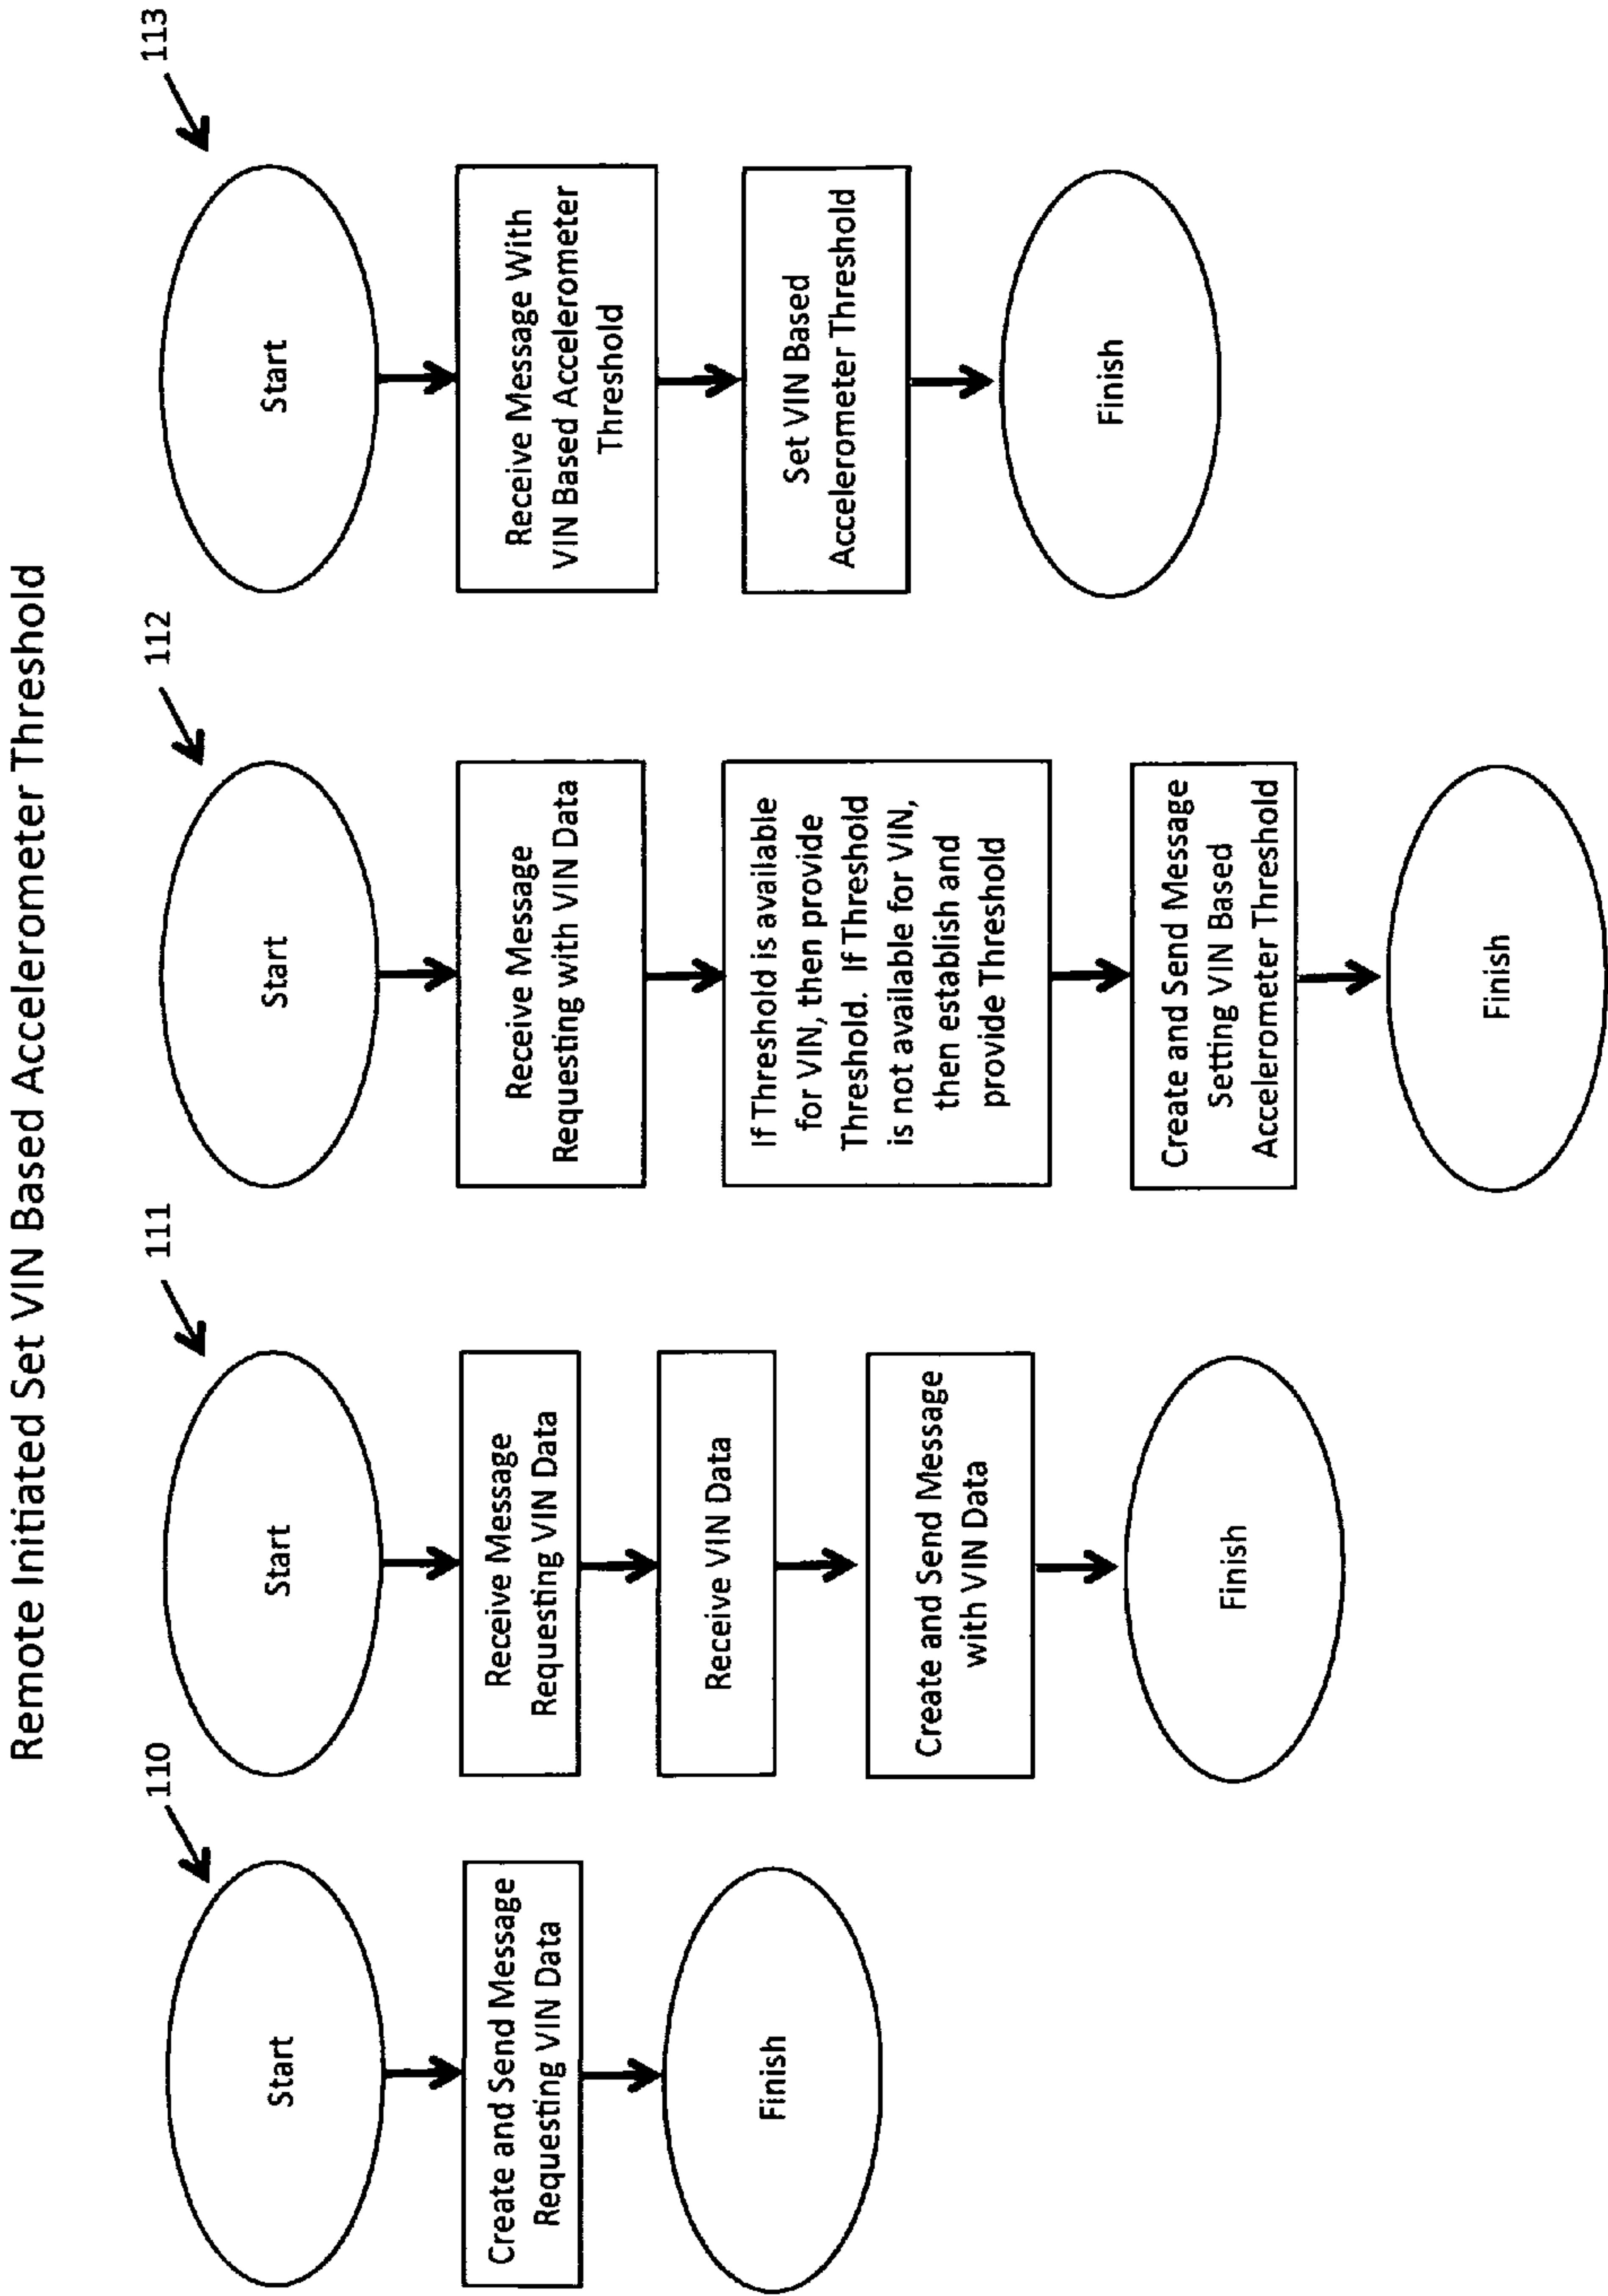 Remote Initiated Set VIN Based Accelerometer Threshold
110
Start
Create and Send Message
Requesting VIN Data
Finish
111
Start
Receive Message
Requesting VIN Data
Receive VIN Data
Create and Send Message
with VIN Data
Finish
112
Start
Receive Message
Requesting with VIN Data
If Threshold is available
for VIN, then provide
Threshold. If Threshold
is not available for VIN,
then establish and
provide Threshold
Create and Send Message
Setting VIN Based
Accelerometer Threshold
Finish
113
Start
Receive Message With
VIN Based Accelerometer
Threshold
Set VIN Based
Accelerometer Threshold
Finish